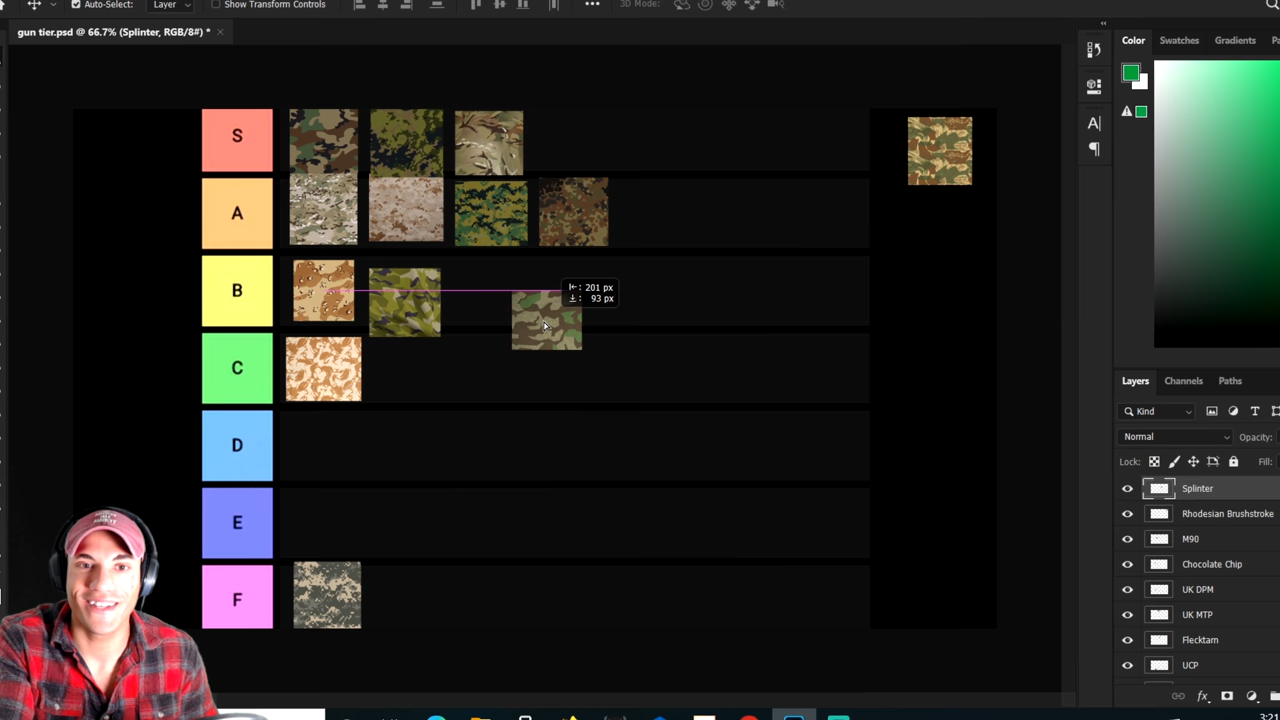 Auto-Select:
Layer
Show Transform Controls
3D Mode:
gun tier.psd @ 66.7% (Splinter, RGB/8#) *
Color
Swatches
Gradients
S
A
B
201 px
93 px
C
D
E
F
Layers
Channels
Paths
Kind
Normal
Opacity:
Lock:
Fill:
Splinter
Rhodesian Brushstroke
M90
Chocolate Chip
UK DPM
UK MTP
Flecktarn
UCP
fx